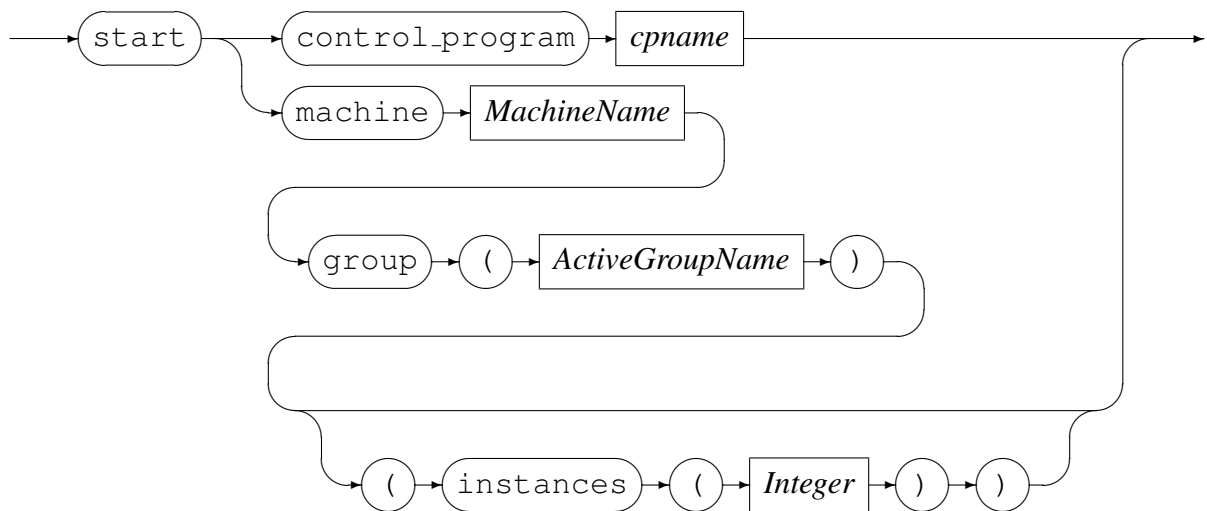 start control_program cpname
machine MachineName
group ( ActiveGroupName )
( instances ( Integer ) )